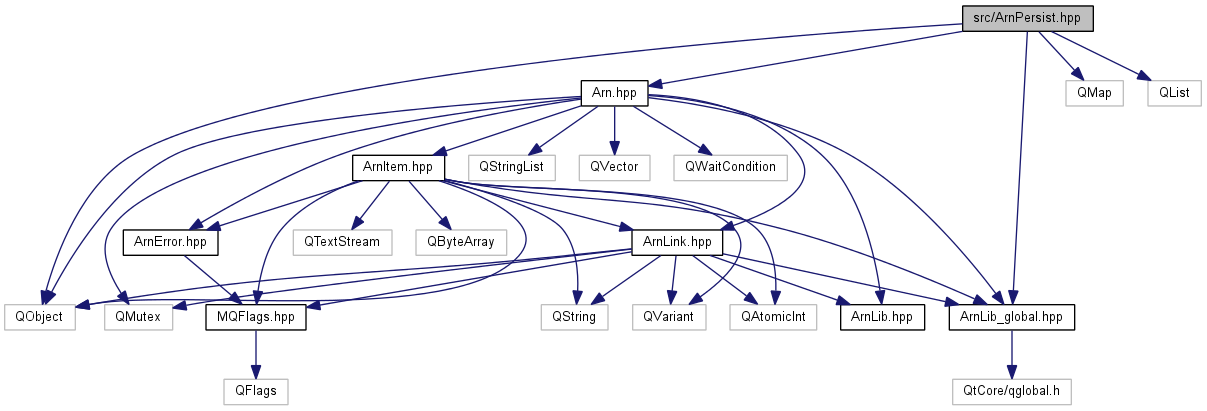 src/ArnPersist.hpp
Arn.hpp
QMap
QList
ArnItem.hpp
QStringList
QVector
QWaitCondition
ArnError.hpp
QTextStream
QByteArray
ArnLink.hpp
QObject
QMutex
MQFlags.hpp
QString
QVariant
QAtomicInt
ArnLib.hpp
ArnLib_global.hpp
QFlags
QtCore/qglobal.h